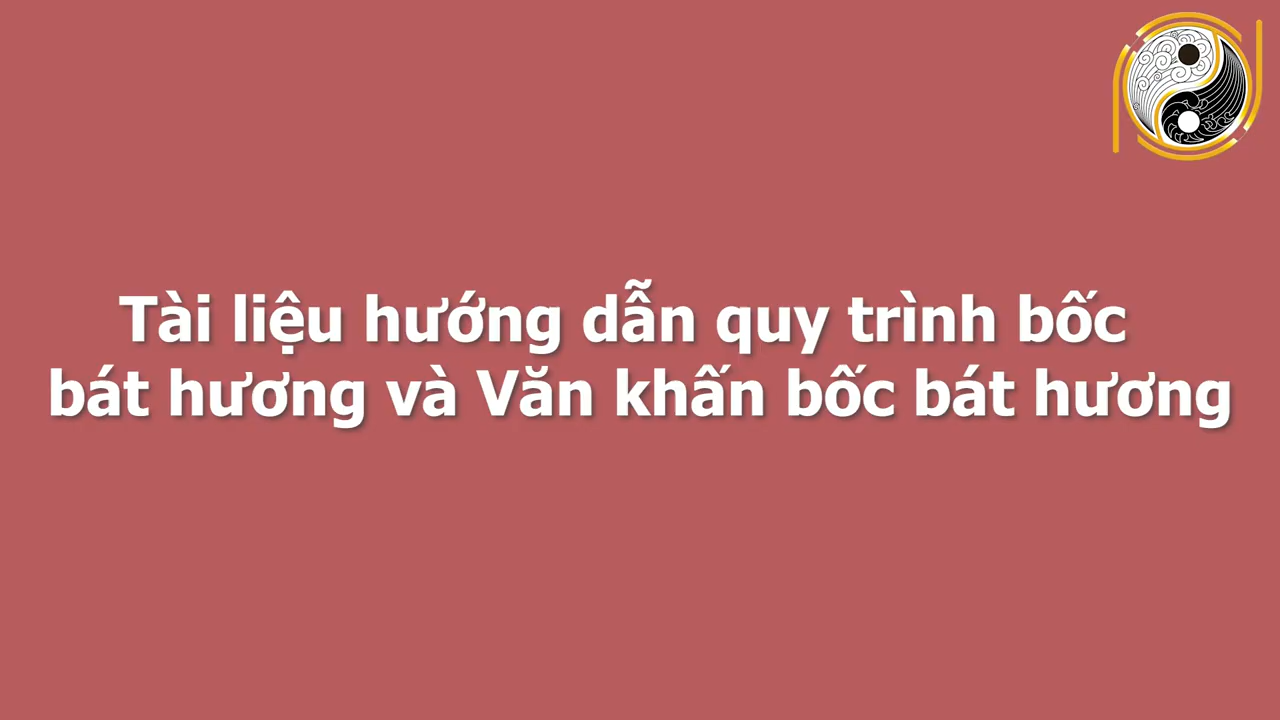 Tài liệu hướng dẫn quy trình bốc
bát hương và Văn khấn bốc bát hương